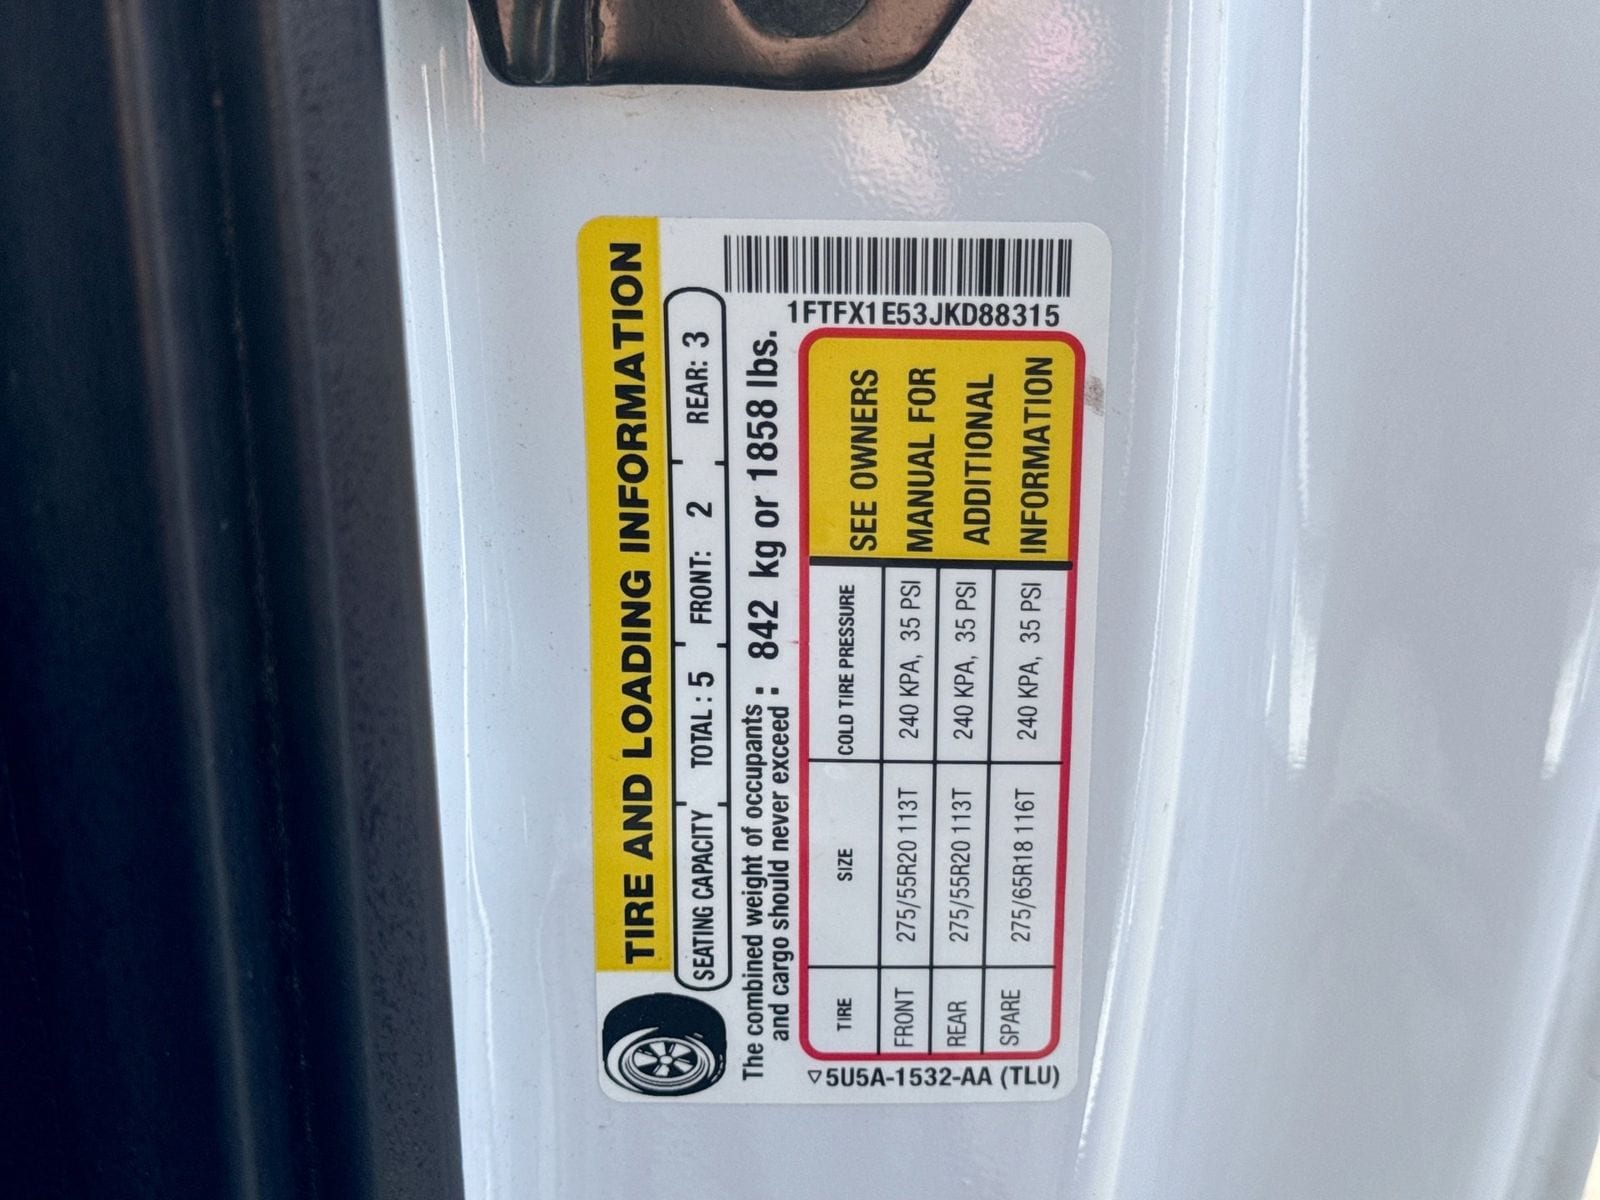 TIRE AND LOADING INFORMATION
SEATING CAPACITY TOTAL : 5 FRONT: 2 REAR: 3
The combined weight of occupants
and cargo should never exceed : 842 kg or 1858 lbs.
1FTFX1E53JKD88315
TIRE SIZE COLD TIRE PRESSURE
FRONT 275/55R20 113T 240 KPA, 35 PSI
REAR 275/55R20 113T 240 KPA, 35 PSI
SPARE 275/65R18 116T 240 KPA, 35 PSI
SEE OWNERS
MANUAL FOR
ADDITIONAL
INFORMATION
▽5U5A-1532-AA (TLU)